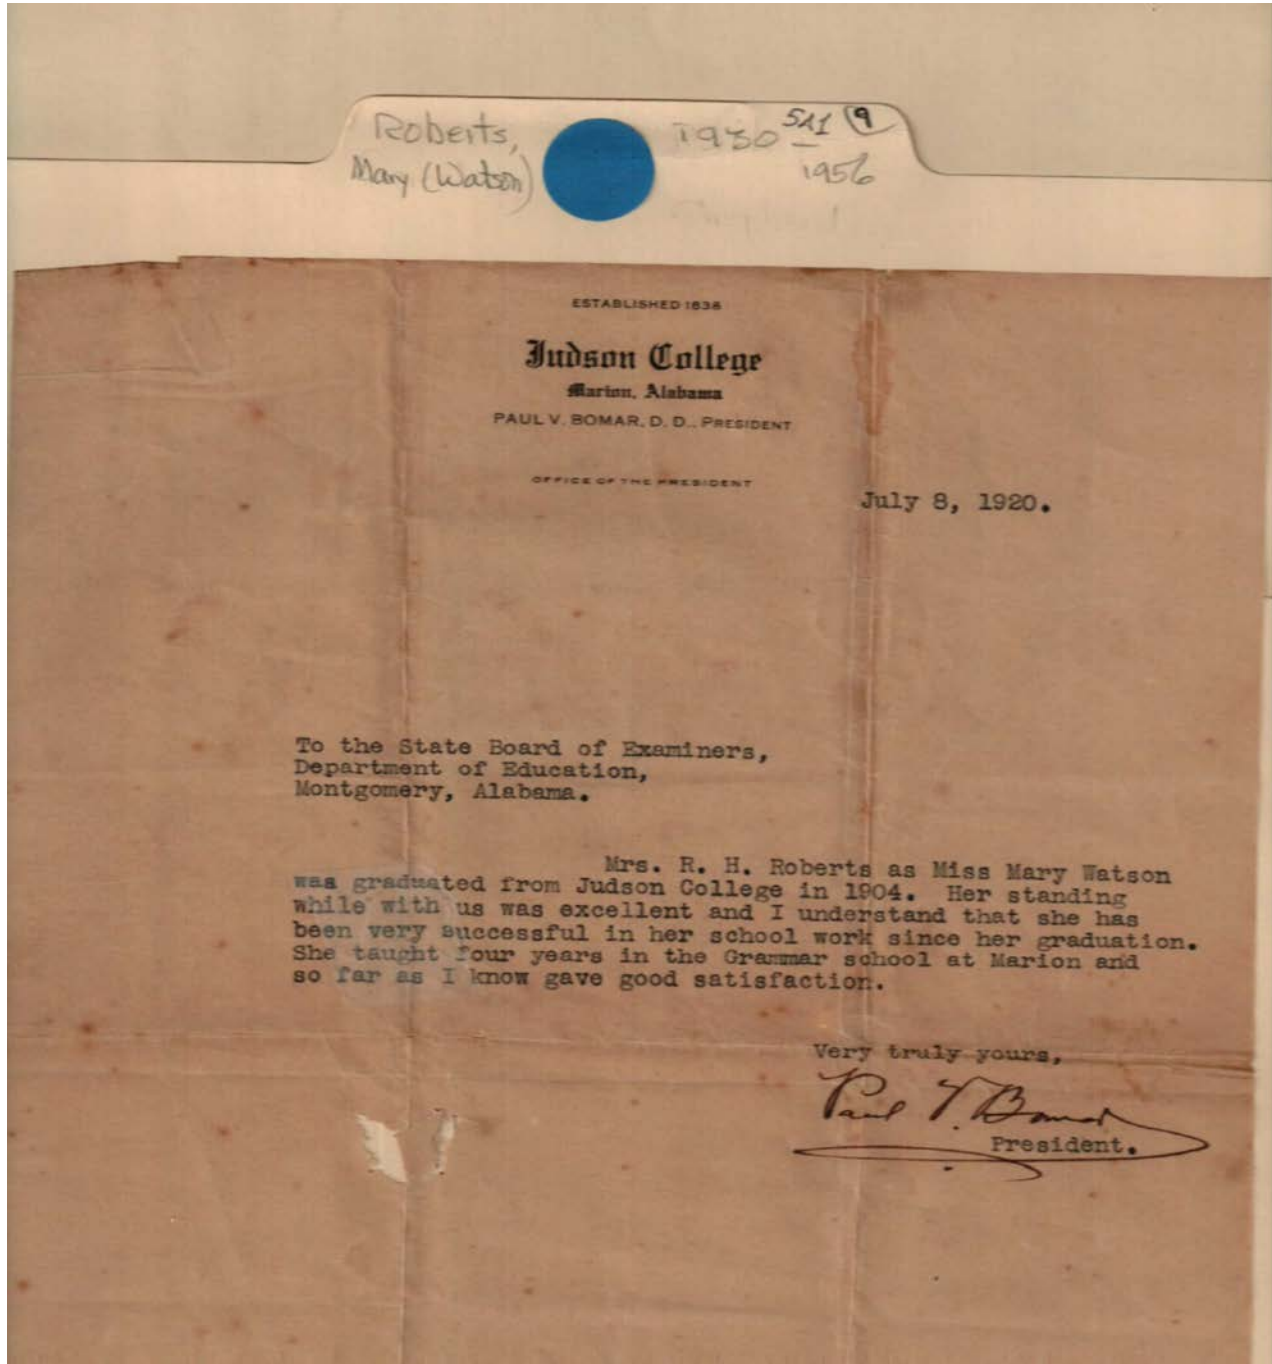 Roberts,
Mary (Watson)
1930 5A1 9
-
1956
ESTABLISHED 1838
Judson College
Marion, Alabama
PAUL V. BOMAR, D. D., PRESIDENT
OFFICE OF THE PRESIDENT
July 8, 1920.
To the State Board of Examiners,
Department of Education,
Montgomery, Alabama.
Mrs. R. H. Roberts as Miss Mary Watson
was graduated from Judson College in 1904. Her standing
while with us was excellent and I understand that she has
been very successful in her school work since her graduation.
She taught four years in the Grammar school at Marion and
so far as I know gave good satisfaction.
Very truly yours,
Paul V. Bomar
President.